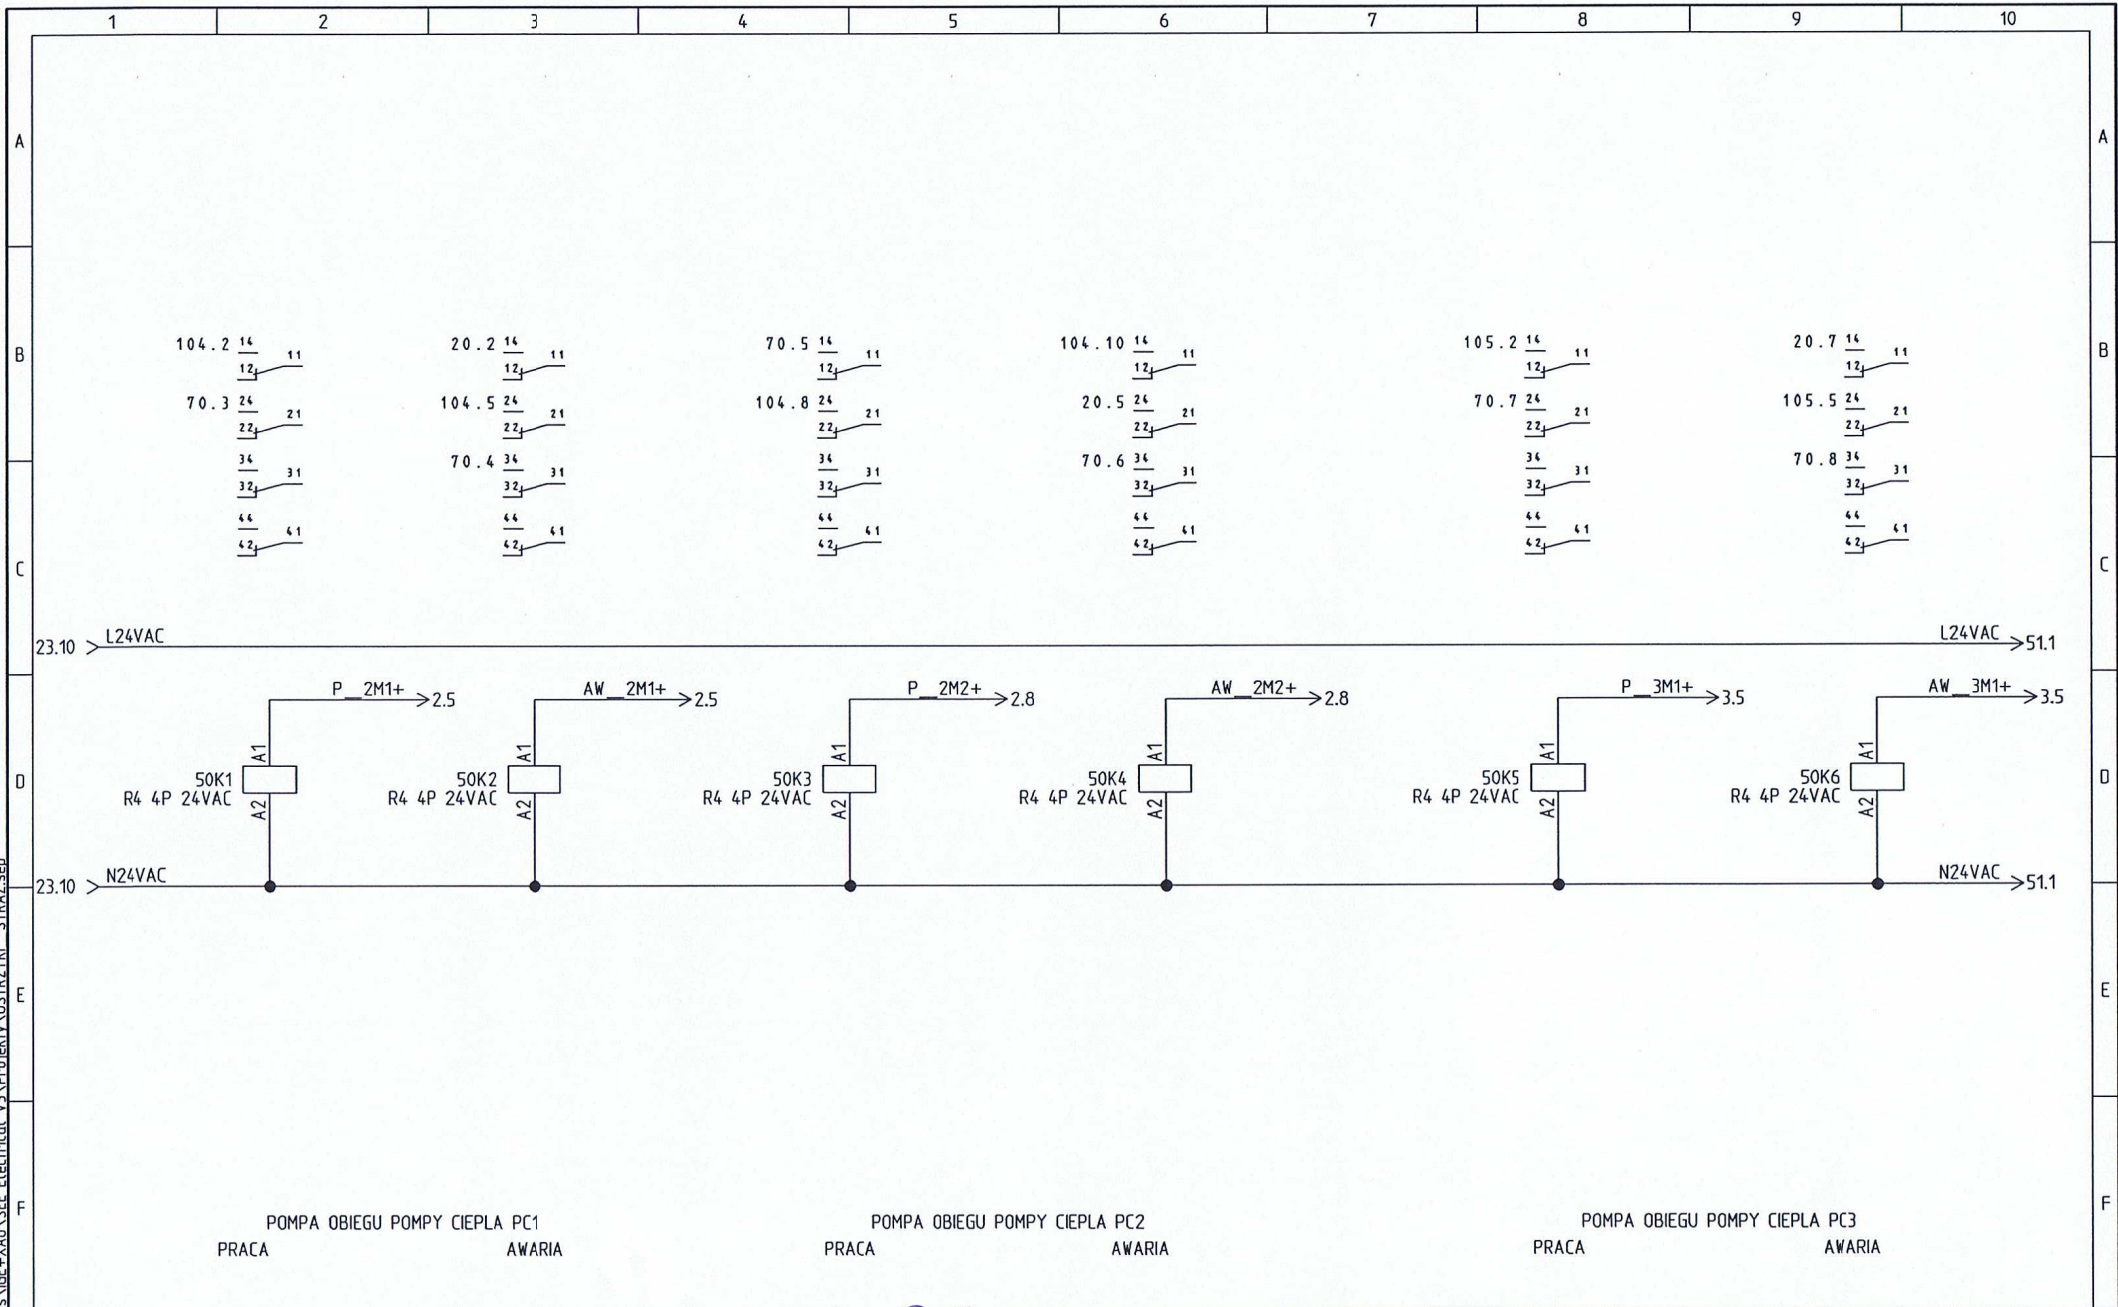 1 2 3 4 5 6 7 8 9 10
A A
B B
104.2 14 11 20.2 14 11 70.5 14 11 104.10 14 11 105.2 14 11 20.7 14 11
12 12 12 12 12 12
70.3 24 21 104.5 24 21 104.8 24 21 20.5 24 21 70.7 24 21 105.5 24 21
22 22 22 22 22 22
34 31 70.4 34 31 34 31 70.6 34 31 34 31 70.8 34 31
32 32 32 32 32 32
44 41 44 41 44 41 44 41 44 41 44 41
42 42 42 42 42 42
C C
23.10 L24VAC L24VAC 51.1
P__2M1+ 2.5 AW__2M1+ 2.5 P__2M2+ 2.8 AW__2M2+ 2.8 P__3M1+ 3.5 AW__3M1+ 3.5
A1 A1 A1 A1 A1 A1
D 50K1 50K2 50K3 50K4 50K5 50K6 D
R4 4P 24VAC R4 4P 24VAC R4 4P 24VAC R4 4P 24VAC R4 4P 24VAC R4 4P 24VAC
A2 A2 A2 A2 A2 A2
23.10 N24VAC N24VAC 51.1
E E
F F
POMPA OBIEGU POMPY CIEPLA PC1 POMPA OBIEGU POMPY CIEPLA PC2 POMPA OBIEGU POMPY CIEPLA PC3
PRACA AWARIA PRACA AWARIA PRACA AWARIA